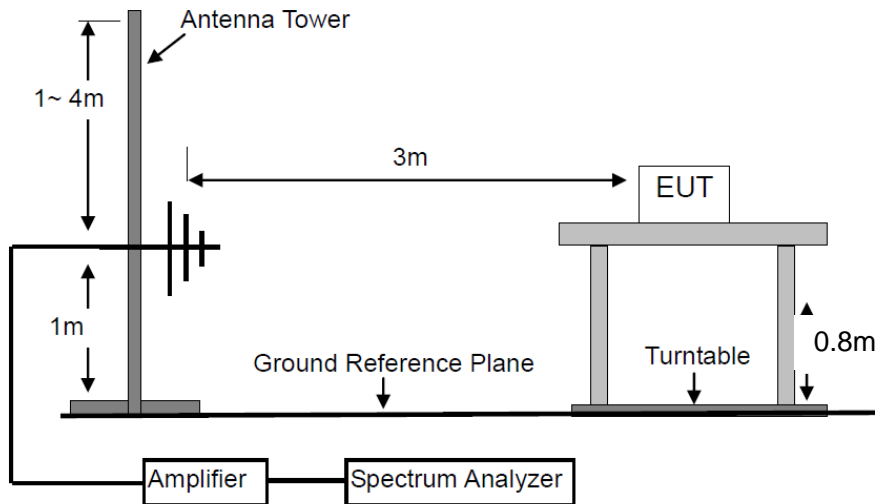 Antenna Tower
1~ 4m
3m
EUT
1m
0.8m
Ground Reference Plane
Turntable
Amplifier
Spectrum Analyzer